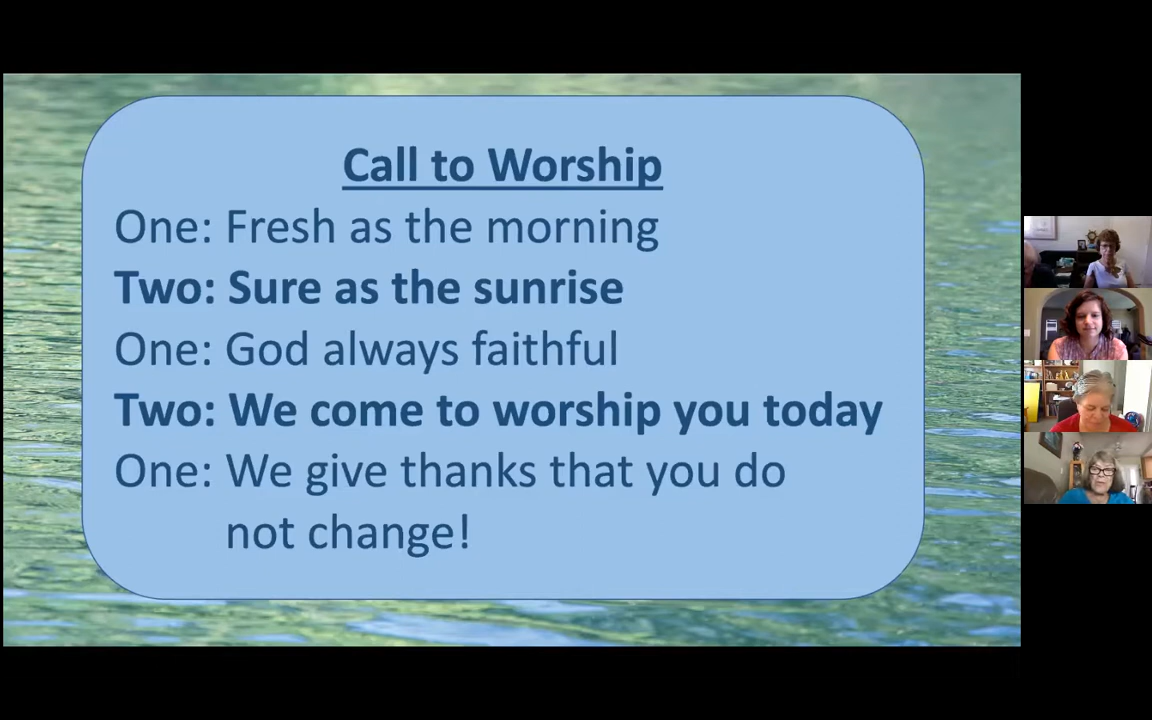 Call to Worship
One: Fresh as the morning
Two: Sure as the sunrise
One: God always faithful
Two: We come to worship you today
One: We give thanks that you do
not change!